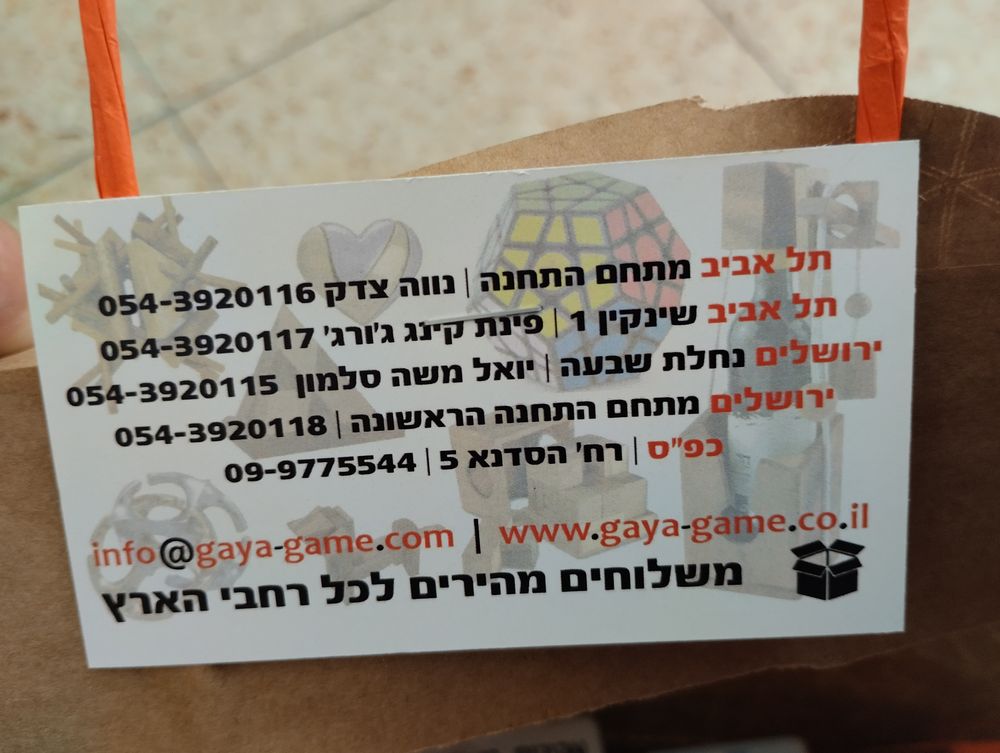 תל אביב מתחם התחנה | נווה צדק 054-3920116
תל אביב שינקין 1 | פינת קינג ג'ורג' 054-3920117
ירושלים נחלת שבעה | יואל משה סלמון 054-3920115
ירושלים מתחם התחנה הראשונה | 054-3920118
כפ"ס | רח' הסדנא 5 | 09-9775544
info@gaya-game.com | www.gaya-game.co.il
משלוחים מהירים לכל רחבי הארץ